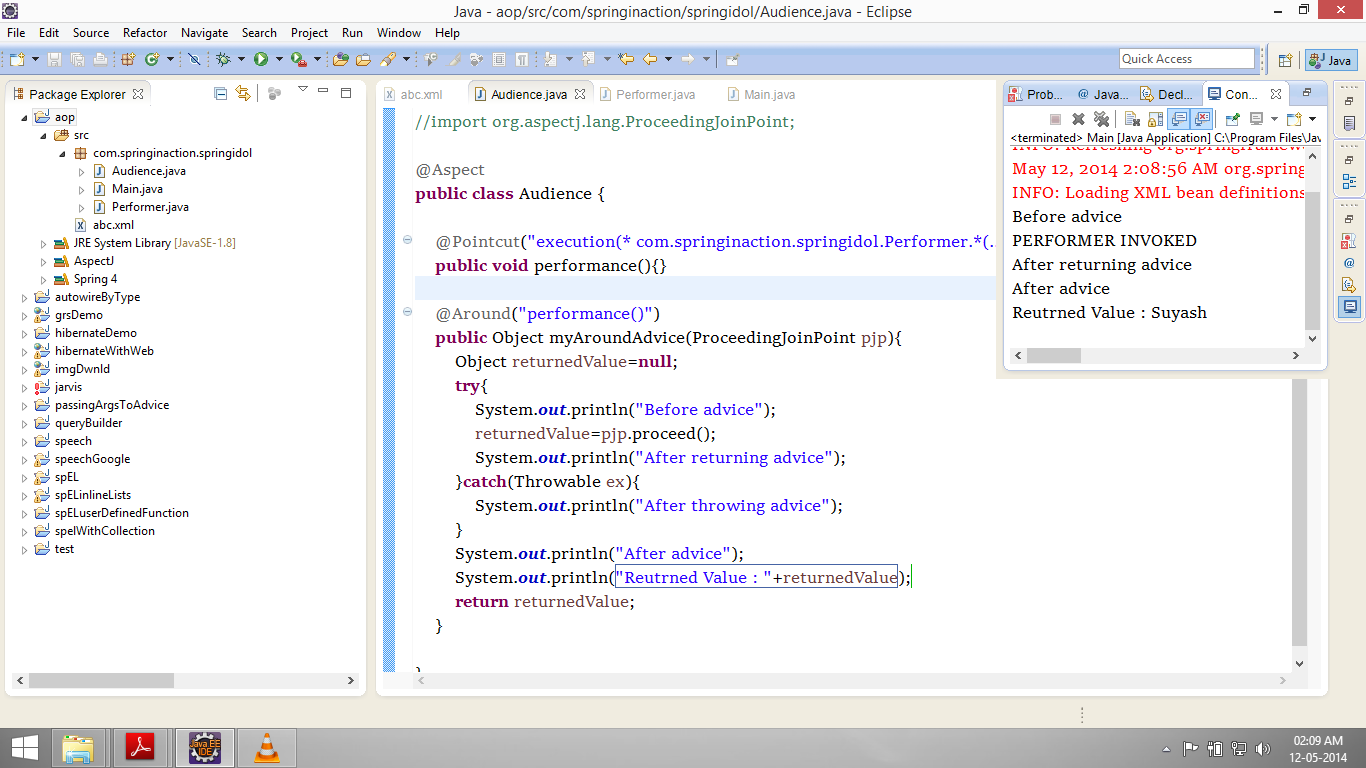 Java - aop/src/com/springinaction/springidol/Audience.java - Eclipse
File Edit Source Refactor Navigate Search Project Run Window Help
Quick Access
Java
Package Explorer
aop
src
com.springinaction.springidol
Audience.java
Main.java
Performer.java
abc.xml
JRE System Library [JavaSE-1.8]
AspectJ
Spring 4
autowireByType
grsDemo
hibernateDemo
hibernateWithWeb
imgDwnld
jarvis
passingArgsToAdvice
queryBuilder
speech
speechGoogle
spEL
spELinlineLists
spELuserDefinedFunction
spelWithCollection
test
abc.xml Audience.java Performer.java Main.java
//import org.aspectj.lang.ProceedingJoinPoint;
@Aspect
public class Audience {
@Pointcut("execution(* com.springinaction.springidol.Performer.*(..
public void performance(){}
@Around("performance()")
public Object myAroundAdvice(ProceedingJoinPoint pjp){
Object returnedValue=null;
try{
System.out.println("Before advice");
returnedValue=pjp.proceed();
System.out.println("After returning advice");
}catch(Throwable ex){
System.out.println("After throwing advice");
}
System.out.println("After advice");
System.out.println("Reutrned Value : "+returnedValue);
return returnedValue;
}
}
Prob... @ Java... Decl... Con...
<terminated> Main [Java Application] C:\Program Files\Jav
INFO: Refreshing org.springframew
May 12, 2014 2:08:56 AM org.spring
INFO: Loading XML bean definitions
Before advice
PERFORMER INVOKED
After returning advice
After advice
Reutrned Value : Suyash
Java EE
IDE
02:09 AM
12-05-2014